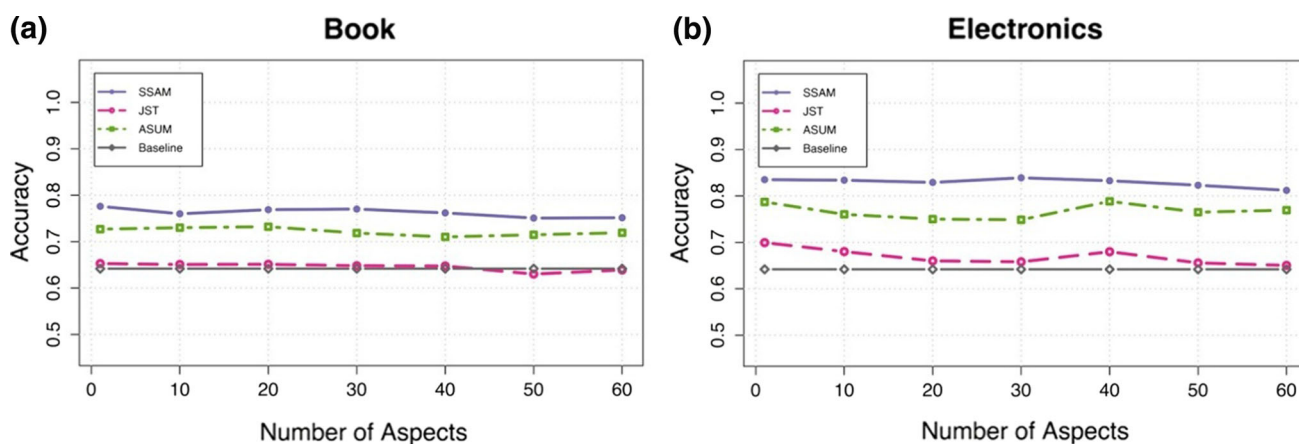 (a)
Book
SSAM
JST
ASUM
Baseline
1.0
0.9
0.8
0.7
0.6
0.5
Accuracy
0 10 20 30 40 50 60
Number of Aspects
(b)
Electronics
SSAM
JST
ASUM
Baseline
1.0
0.9
0.8
0.7
0.6
0.5
Accuracy
0 10 20 30 40 50 60
Number of Aspects